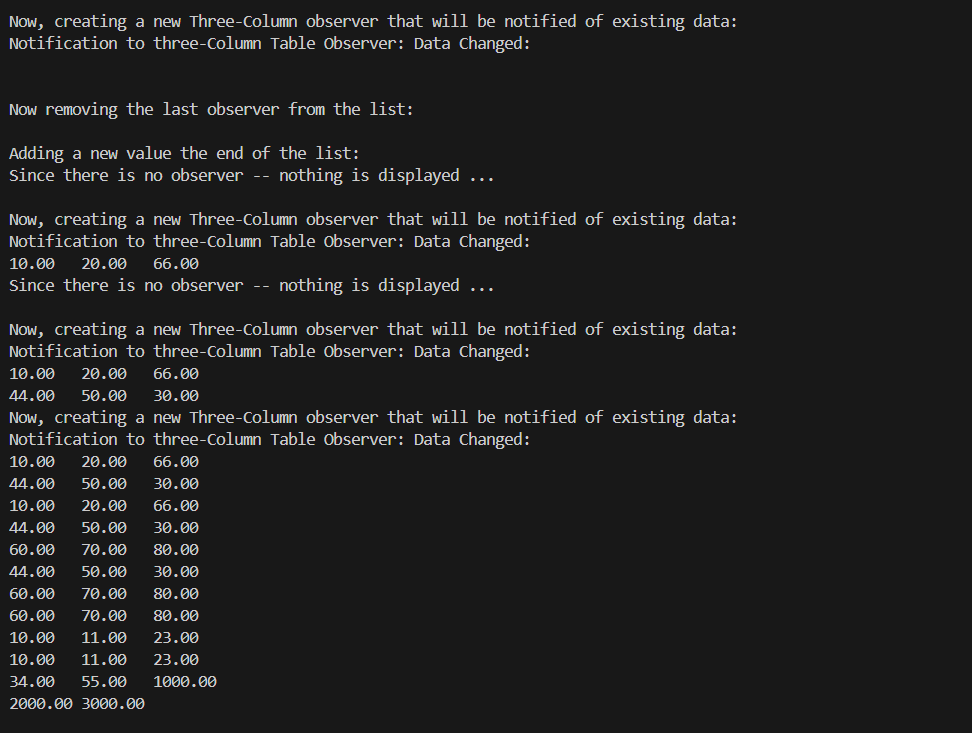 Now, creating a new Three-Column observer that will be notified of existing data:
Notification to three-Column Table Observer: Data Changed:
Now removing the last observer from the list:
Adding a new value the end of the list:
Since there is no observer -- nothing is displayed ...
Now, creating a new Three-Column observer that will be notified of existing data:
Notification to three-Column Table Observer: Data Changed:
10.00   20.00   66.00
Since there is no observer -- nothing is displayed ...
Now, creating a new Three-Column observer that will be notified of existing data:
Notification to three-Column Table Observer: Data Changed:
10.00   20.00   66.00
44.00   50.00   30.00
Now, creating a new Three-Column observer that will be notified of existing data:
Notification to three-Column Table Observer: Data Changed:
10.00   20.00   66.00
44.00   50.00   30.00
10.00   20.00   66.00
44.00   50.00   30.00
60.00   70.00   80.00
44.00   50.00   30.00
60.00   70.00   80.00
60.00   70.00   80.00
10.00   11.00   23.00
10.00   11.00   23.00
34.00   55.00   1000.00
2000.00 3000.00